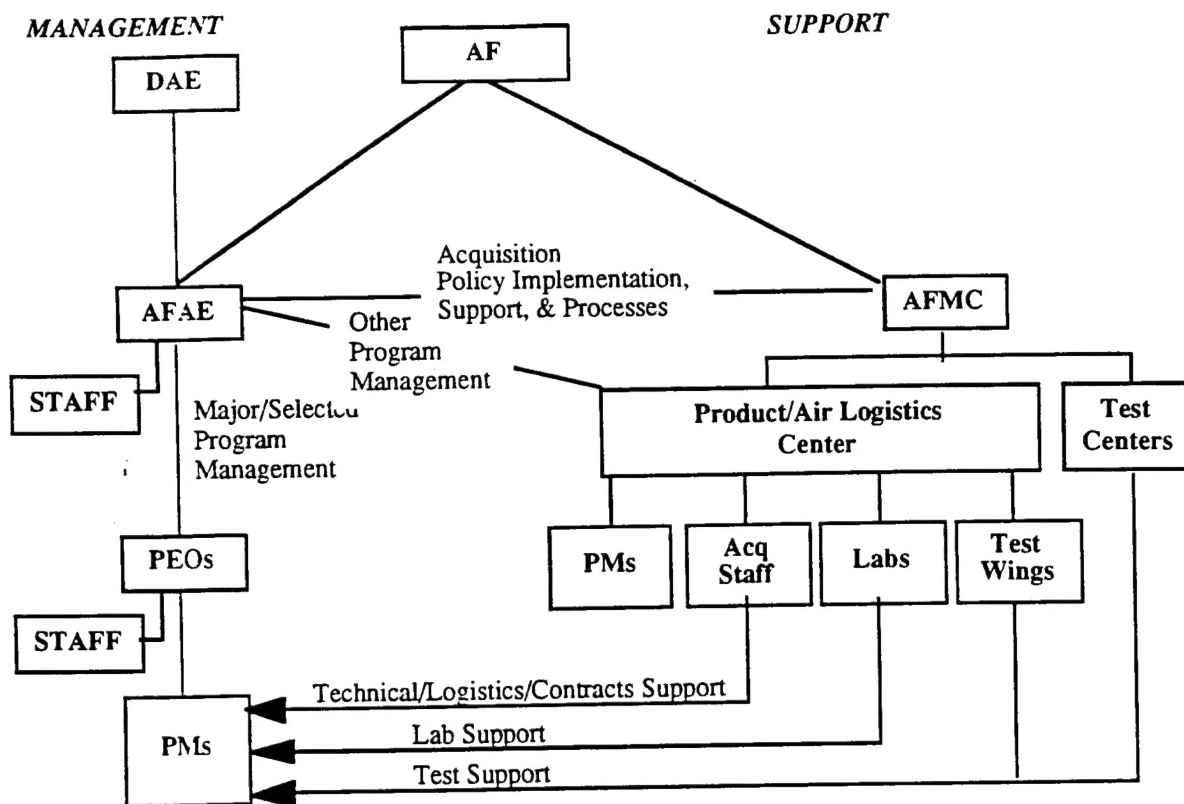 MANAGEMENT
SUPPORT
AF
DAE
Acquisition
Policy Implementation,
Support, & Processes
AFAE
AFMC
Other
Program
Management
STAFF
Major/Selected
Program
Management
Product/Air Logistics
Center
Test
Centers
PEOs
PMs
Acq
Staff
Labs
Test
Wings
STAFF
Technical/Logistics/Contracts Support
PMs
Lab Support
Test Support